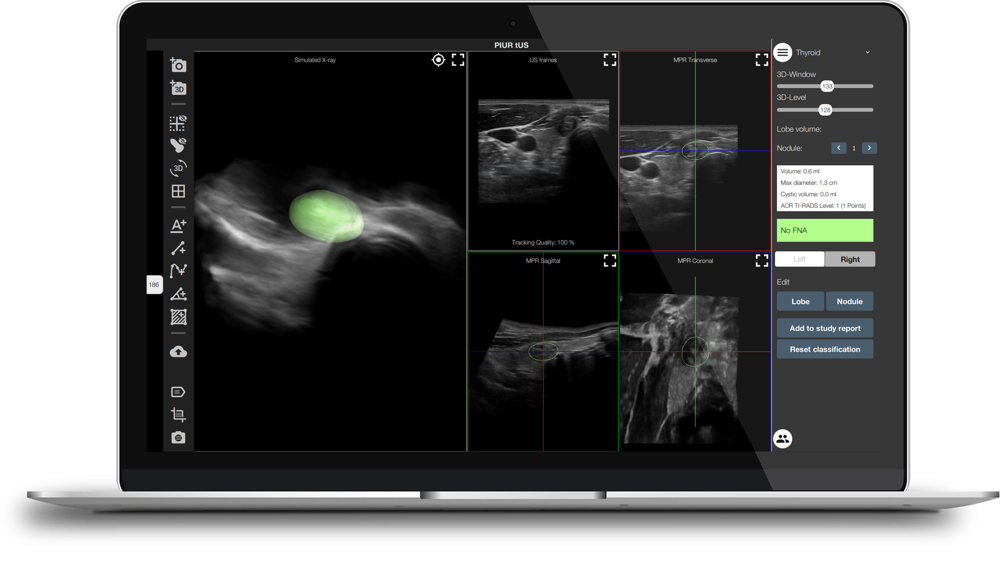 PIUR tUS
Simulated X-ray
US frames
MPR Transverse
Tracking Quality: 100 %
MPR Sagittal
MPR Coronal
3D
3D
A+
186
Thyroid
3D-Window
133
3D-Level
128
Lobe volume:
Nodule:
1
Volume: 0.6 ml
Max diameter: 1.3 cm
Cystic volume: 0.0 ml
ACR TI-RADS Level: 1 (1 Points)
No FNA
Left
Right
Edit
Lobe
Nodule
Add to study report
Reset classification